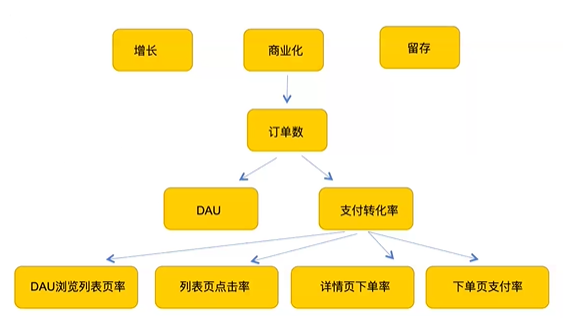 增长
商业化
留存
订单数
DAU
支付转化率
DAU浏览列表页率
列表页点击率
详情页下单率
下单页支付率